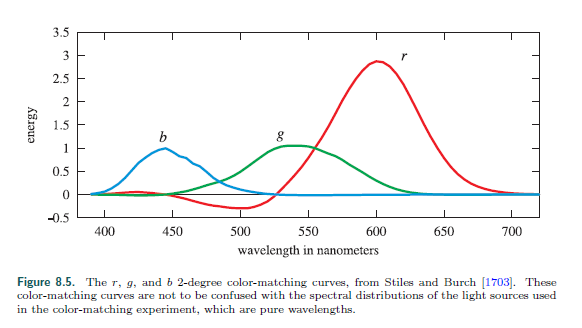 3.5
3
2.5
2
1.5
1
0.5
0
-0.5
energy
b
g
r
400 450 500 550 600 650 700
wavelength in nanometers
Figure 8.5. The r, g, and b 2-degree color-matching curves, from Stiles and Burch [1703]. These
color-matching curves are not to be confused with the spectral distributions of the light sources used
in the color-matching experiment, which are pure wavelengths.